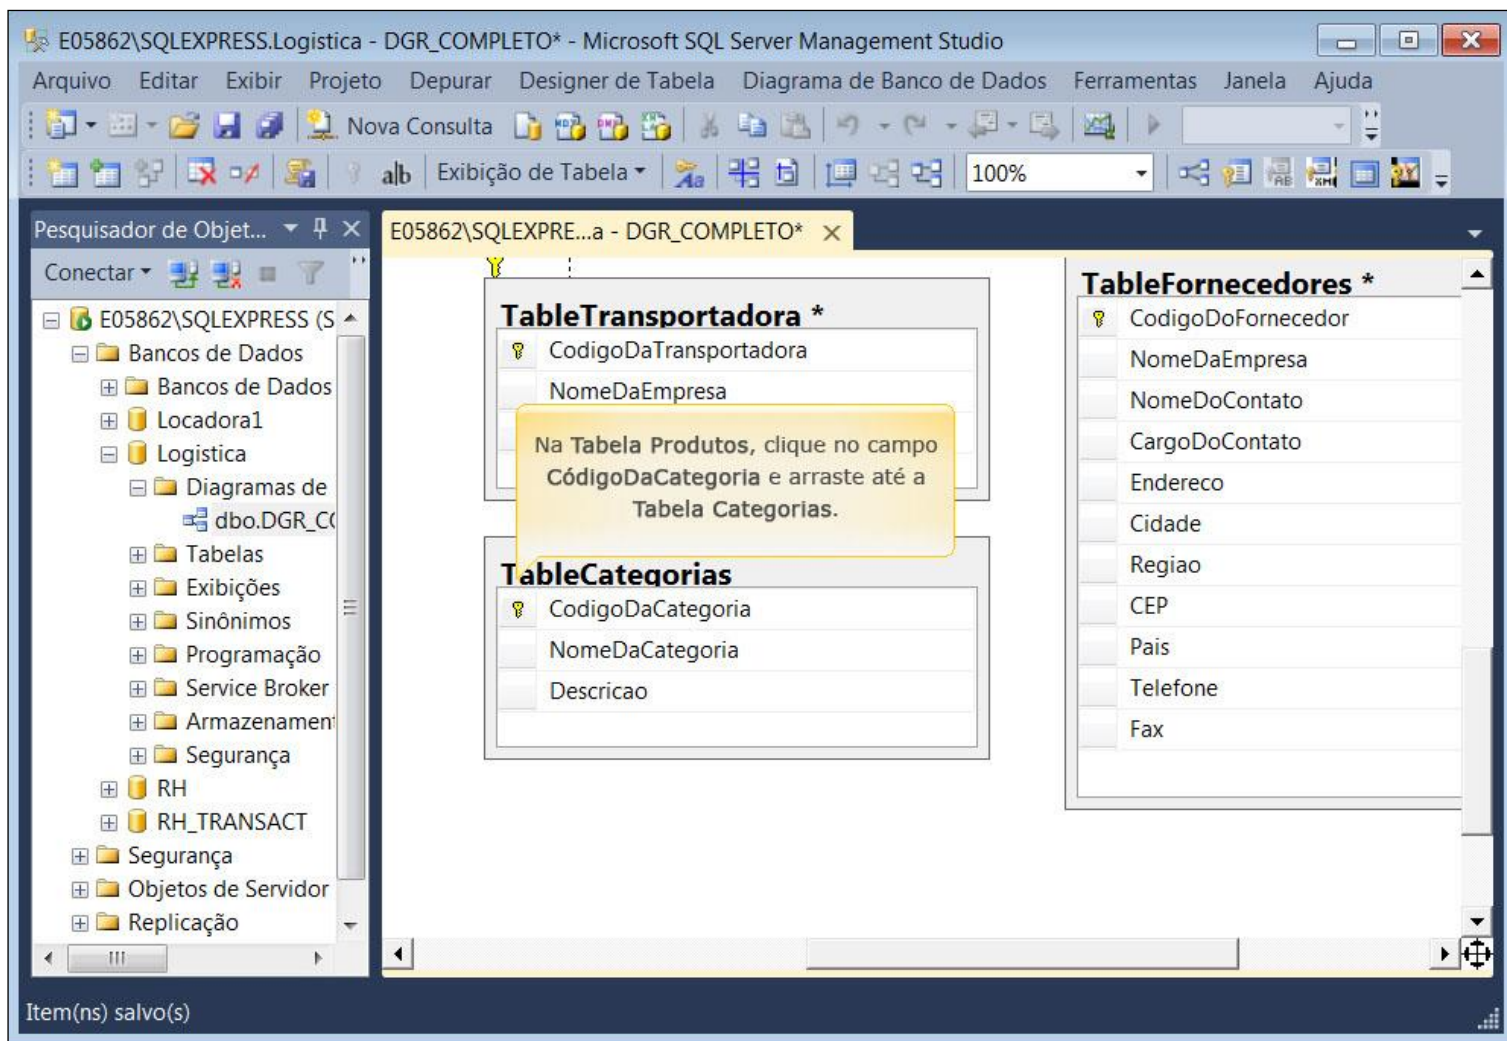 E05862\SQLEXPRESS.Logistica - DGR_COMPLETO* - Microsoft SQL Server Management Studio
Arquivo Editar Exibir Projeto Depurar Designer de Tabela Diagrama de Banco de Dados Ferramentas Janela Ajuda
Nova Consulta
a|b Exibição de Tabela 100%
Pesquisador de Objet...
Conectar
E05862\SQLEXPRESS (S
Bancos de Dados
Bancos de Dados
Locadora1
Logistica
Diagramas de
dbo.DGR_C(
Tabelas
Exibições
Sinônimos
Programação
Service Broker
Armazenament
Segurança
RH
RH_TRANSACT
Segurança
Objetos de Servidor
Replicação
E05862\SQLEXPRE...a - DGR_COMPLETO*
TableTransportadora *
CodigoDaTransportadora
NomeDaEmpresa
Na Tabela Produtos, clique no campo
CódigoDaCategoria e arraste até a
Tabela Categorias.
TableCategorias
CodigoDaCategoria
NomeDaCategoria
Descricao
TableFornecedores *
CodigoDoFornecedor
NomeDaEmpresa
NomeDoContato
CargoDoContato
Endereco
Cidade
Regiao
CEP
Pais
Telefone
Fax
Item(ns) salvo(s)